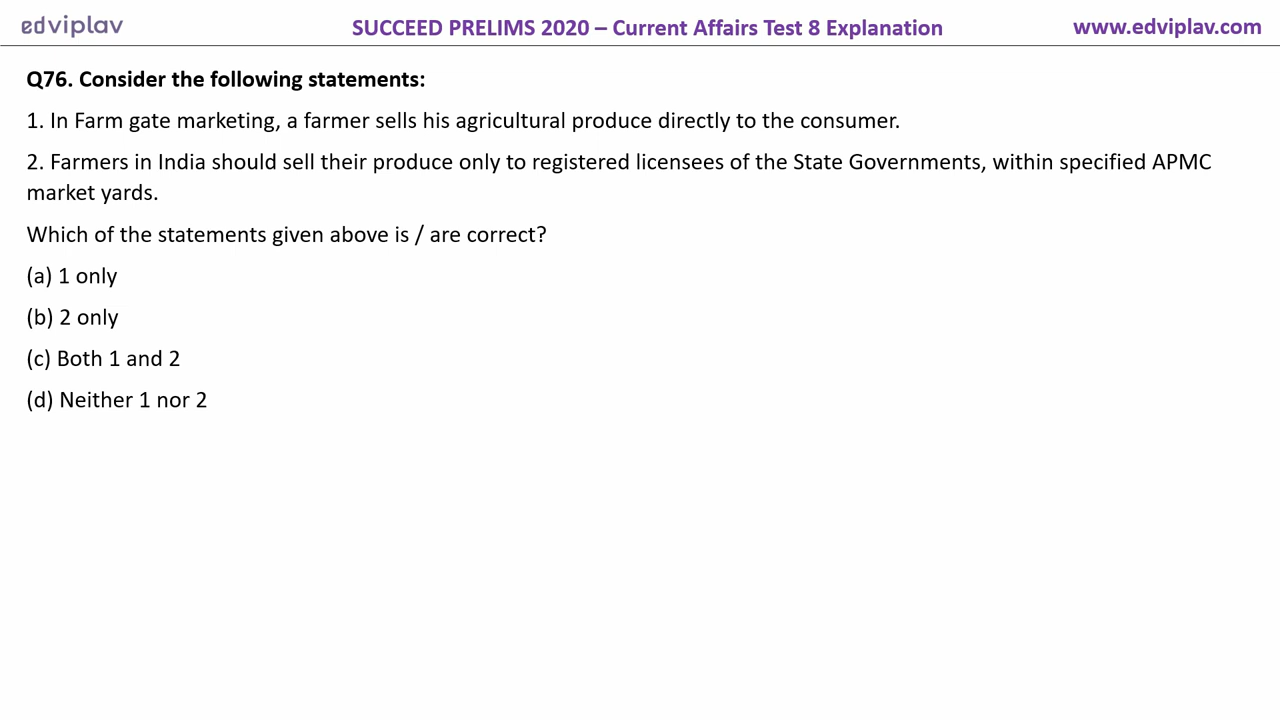 edviplav
SUCCEED PRELIMS 2020 – Current Affairs Test 8 Explanation
www.edviplav.com
Q76. Consider the following statements:
1. In Farm gate marketing, a farmer sells his agricultural produce directly to the consumer.
2. Farmers in India should sell their produce only to registered licensees of the State Governments, within specified APMC
market yards.
Which of the statements given above is / are correct?
(a) 1 only
(b) 2 only
(c) Both 1 and 2
(d) Neither 1 nor 2